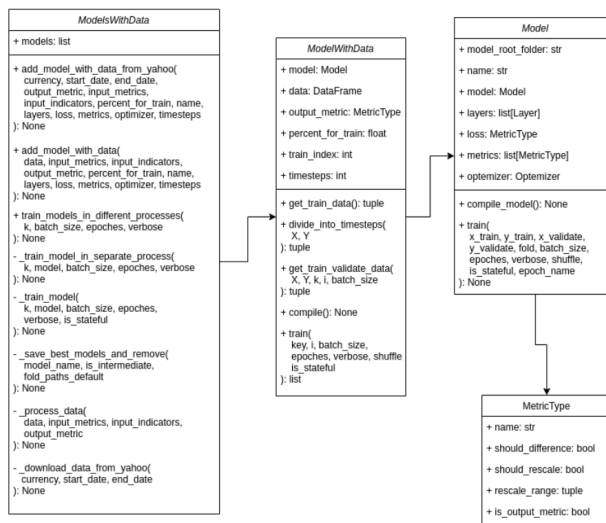 ModelsWithData
+ models: list
+ add_model_with_data_from_yahoo(
currency, start_date, end_date,
output_metric, input_metrics,
input_indicators, percent_for_train, name,
layers, loss, metrics, optimizer, timesteps
): None
+ add_model_with_data(
data, input_metrics, input_indicators,
output_metric, percent_for_train, name,
layers, loss, metrics, optimizer, timesteps
): None
+ train_models_in_different_processes(
k, batch_size, epoches, verbose
): None
- _train_model_in_separate_process(
k, model, batch_size, epoches, verbose
): None
- _train_model(
k, model, batch_size, epoches,
verbose, is_stateful
): None
- _save_best_models_and_remove(
model_name, is_intermediate,
fold_paths_default
): None
- _process_data(
data, input_metrics, input_indicators,
output_metric
): None
- _download_data_from_yahoo(
currency, start_date, end_date
): None
ModelWithData
+ model: Model
+ data: DataFrame
+ output_metric: MetricType
+ percent_for_train: float
+ train_index: int
+ timesteps: int
+ get_train_data(): tuple
+ divide_into_timesteps(
X, Y
): tuple
+ get_train_validate_data(
X, Y, k, i, batch_size
): tuple
+ compile(): None
+ train(
key, i, batch_size,
epoches, verbose, shuffle
is_stateful
): list
Model
+ model_root_folder: str
+ name: str
+ model: Model
+ layers: list[Layer]
+ loss: MetricType
+ metrics: list[MetricType]
+ optemizer: Optemizer
+ compile_model(): None
+ train(
x_train, y_train, x_validate,
y_validate, fold, batch_size,
epoches, verbose, shuffle,
is_stateful, epoch_name
): None
MetricType
+ name: str
+ should_difference: bool
+ should_rescale: bool
+ rescale_range: tuple
+ is_output_metric: bool